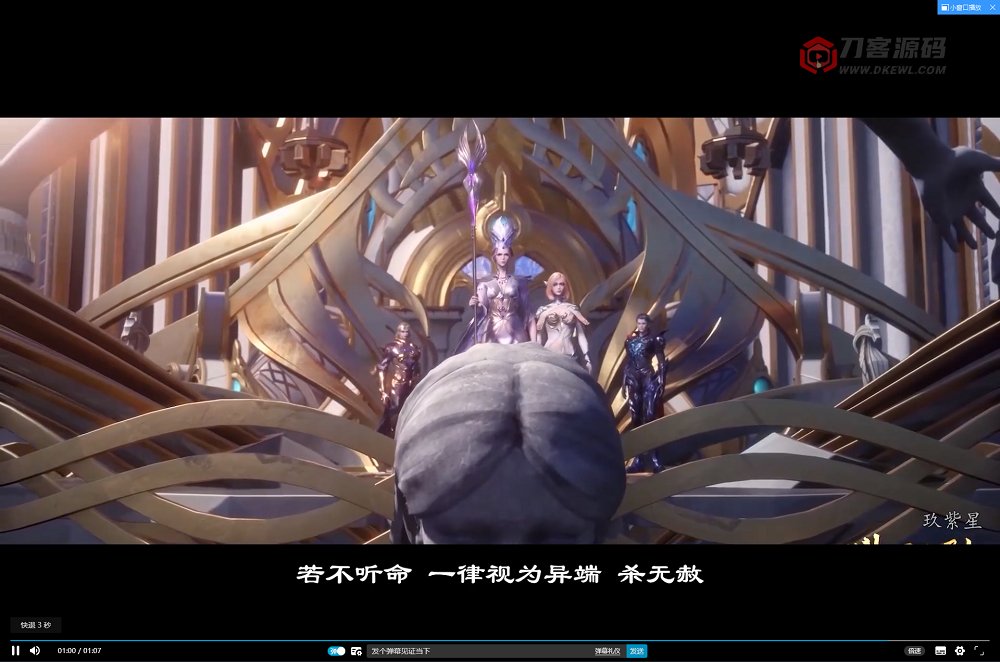 小窗口播放
刀客源码
WWW.DKEWL.COM
玖紫星
若不听命 一律视为异端 杀无赦
快退 3 秒
01:00 / 01:07
弹
发个弹幕见证当下
弹幕礼仪
发送
倍速